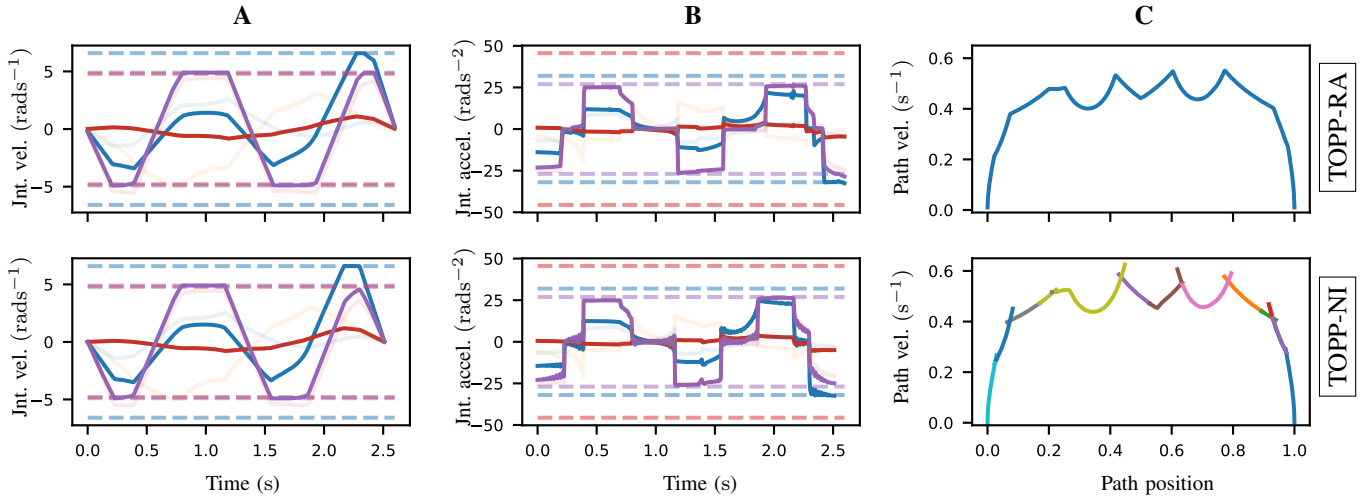 A
B
C
Jnt. vel. (rads⁻¹)
5
0
−5
Jnt. accel. (rads⁻²)
50
25
0
−25
−50
Path vel. (s⁻¹)
0.6
0.4
0.2
0.0
TOPP-RA
Jnt. vel. (rads⁻¹)
5
0
−5
0.0 0.5 1.0 1.5 2.0 2.5
Time (s)
Jnt. accel. (rads⁻²)
50
25
0
−25
−50
0.0 0.5 1.0 1.5 2.0 2.5
Time (s)
Path vel. (s⁻¹)
0.6
0.4
0.2
0.0
0.0 0.2 0.4 0.6 0.8 1.0
Path position
TOPP-NI